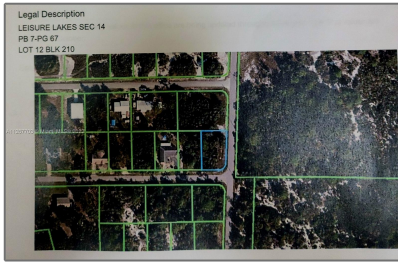 Legal Description
LEISURE LAKES SEC 14
PB 7-PG 67
LOT 12 BLK 210